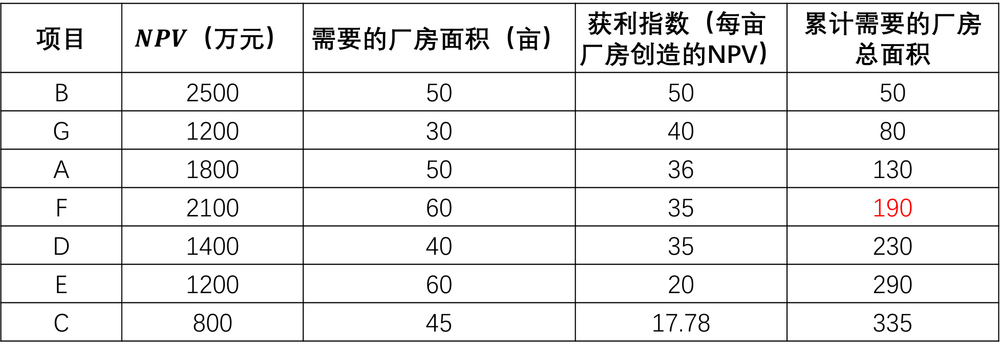 项目 NPV（万元） 需要的厂房面积（亩） 获利指数（每亩厂房创造的NPV） 累计需要的厂房总面积
B 2500 50 50 50
G 1200 30 40 80
A 1800 50 36 130
F 2100 60 35 190
D 1400 40 35 230
E 1200 60 20 290
C 800 45 17.78 335